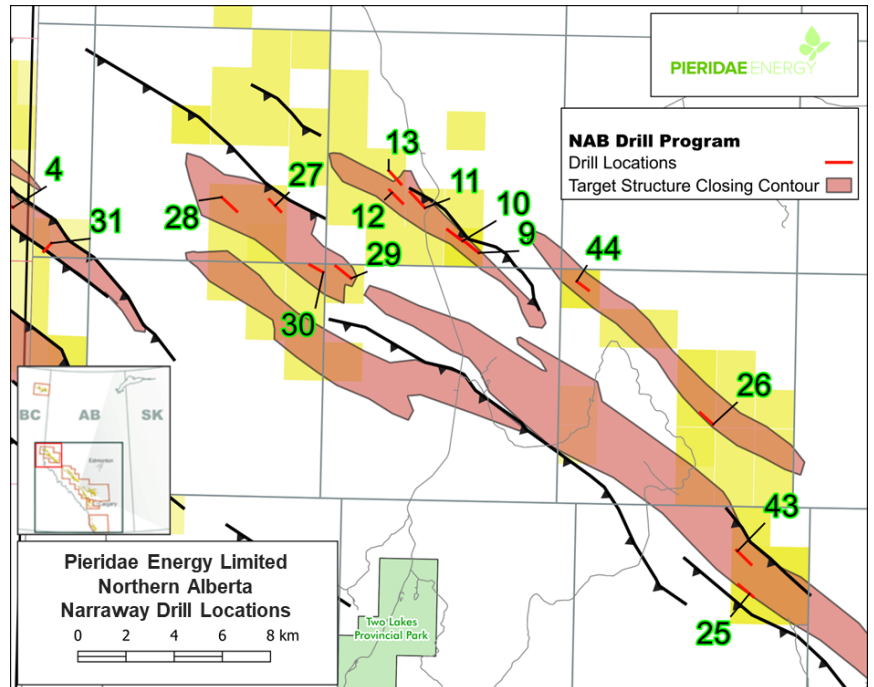 PIERIDAE ENERGY
NAB Drill Program
Drill Locations
Target Structure Closing Contour
13
4
27
11
28
12
10
31
9
29
44
30
26
BC
AB
SK
Edmonton
Calgary
43
Pieridae Energy Limited
Northern Alberta
Narraway Drill Locations
0 2 4 6 8 km
Two Lakes
Provincial Park
25